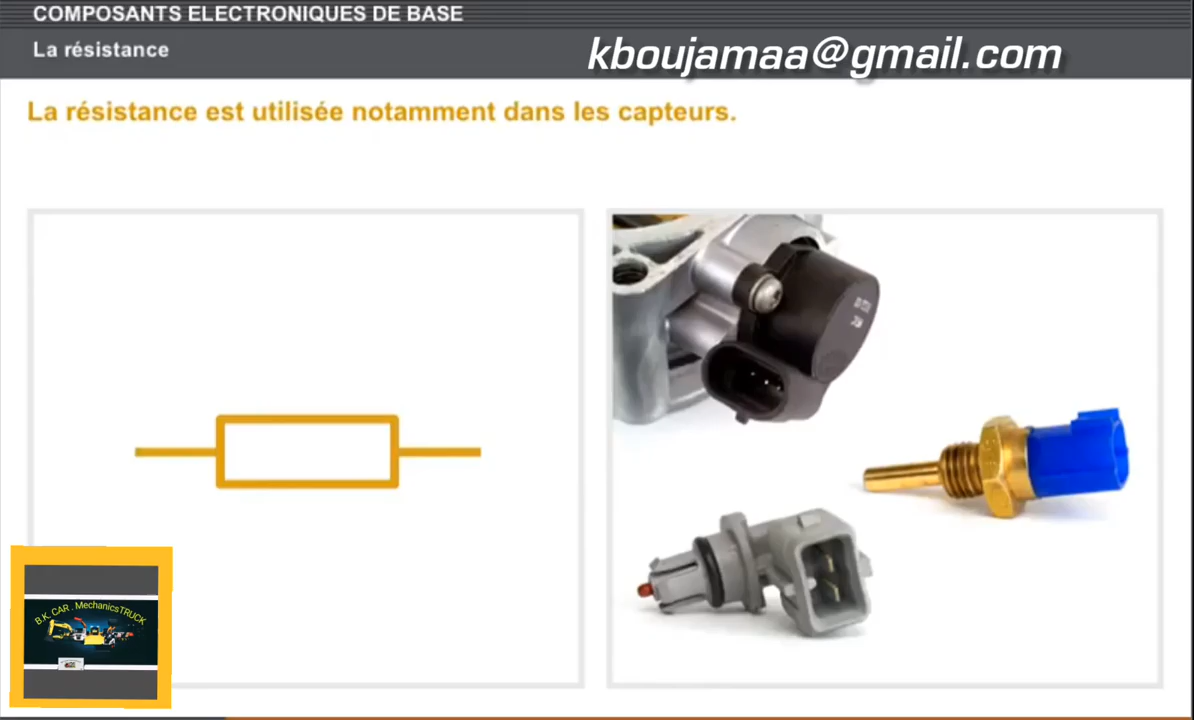 COMPOSANTS ELECTRONIQUES DE BASE
La résistance
kboujamaa@gmail.com
La résistance est utilisée notamment dans les capteurs.
B.K. CAR . MechanicsTRUCK